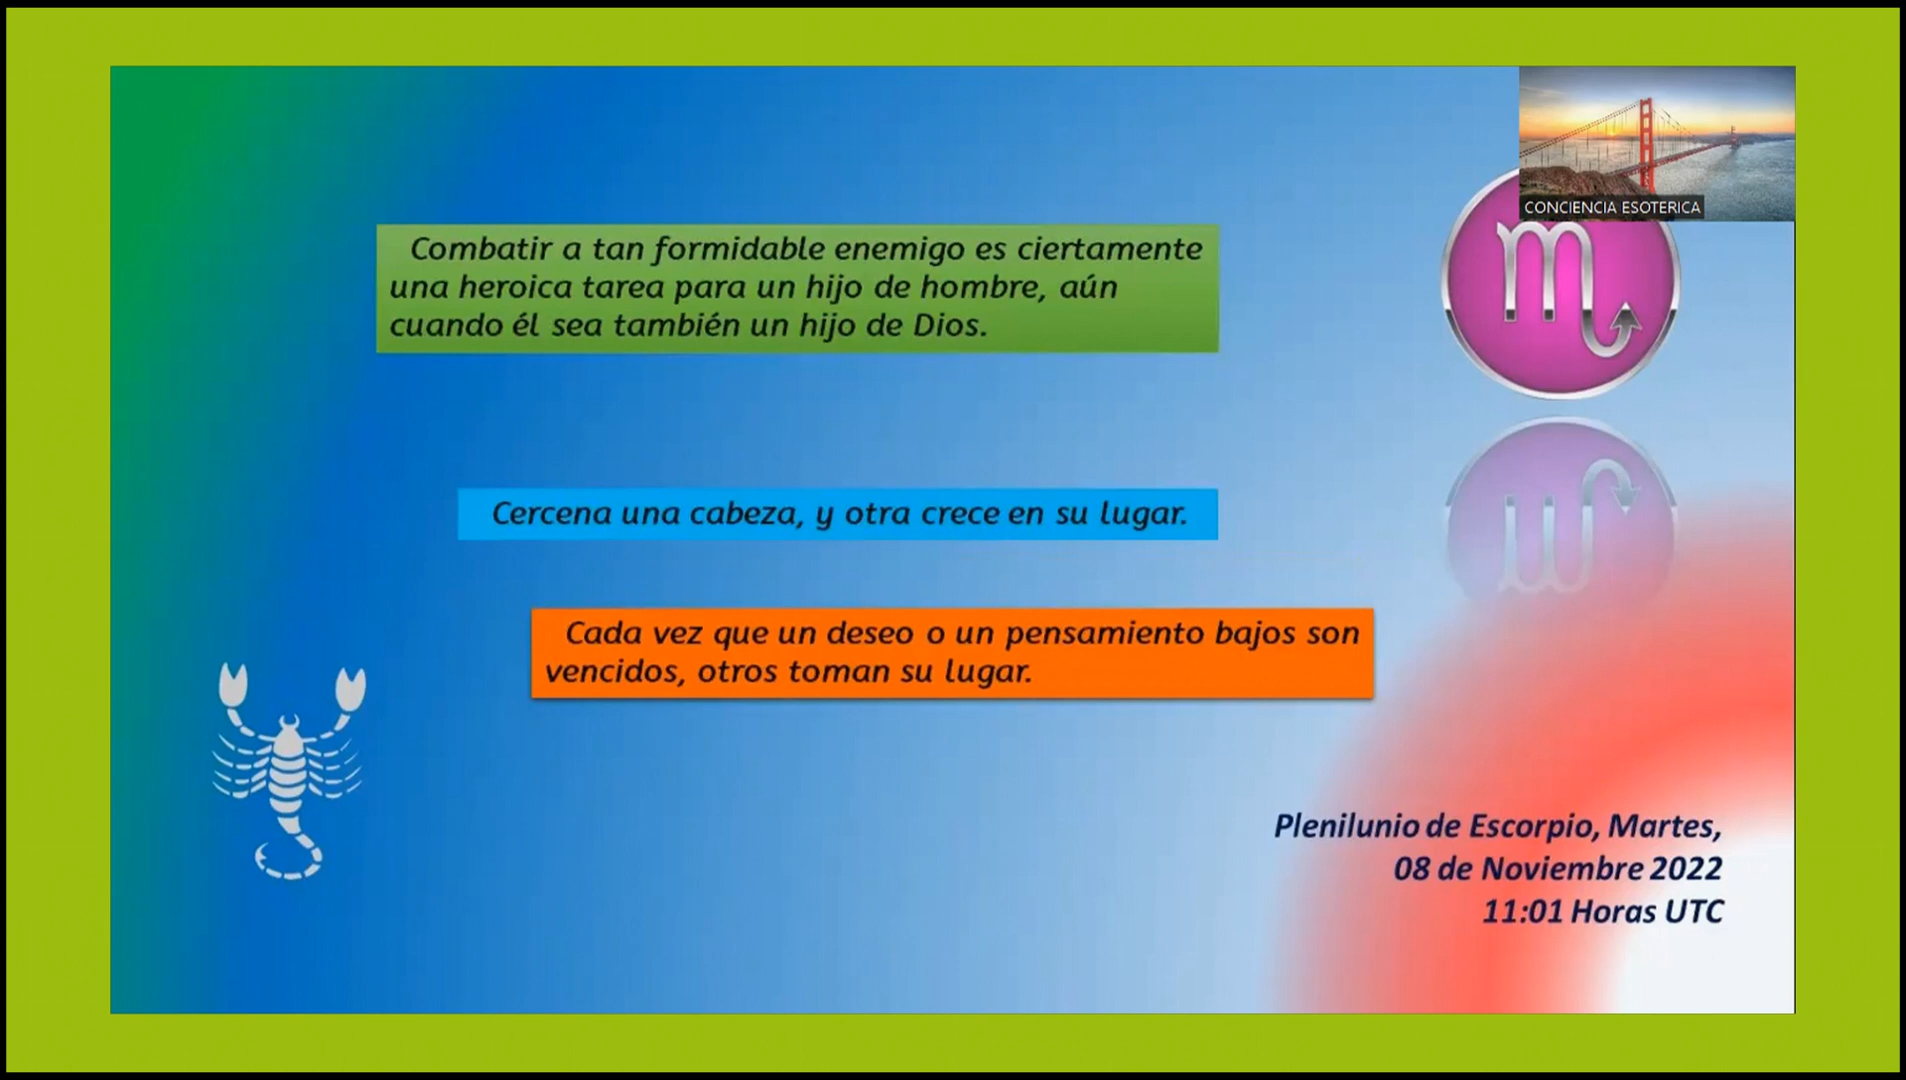 CONCIENCIA ESOTERICA
Combatir a tan formidable enemigo es ciertamente
una heroica tarea para un hijo de hombre, aún
cuando él sea también un hijo de Dios.
Cercena una cabeza, y otra crece en su lugar.
Cada vez que un deseo o un pensamiento bajos son
vencidos, otros toman su lugar.
Plenilunio de Escorpio, Martes,
08 de Noviembre 2022
11:01 Horas UTC